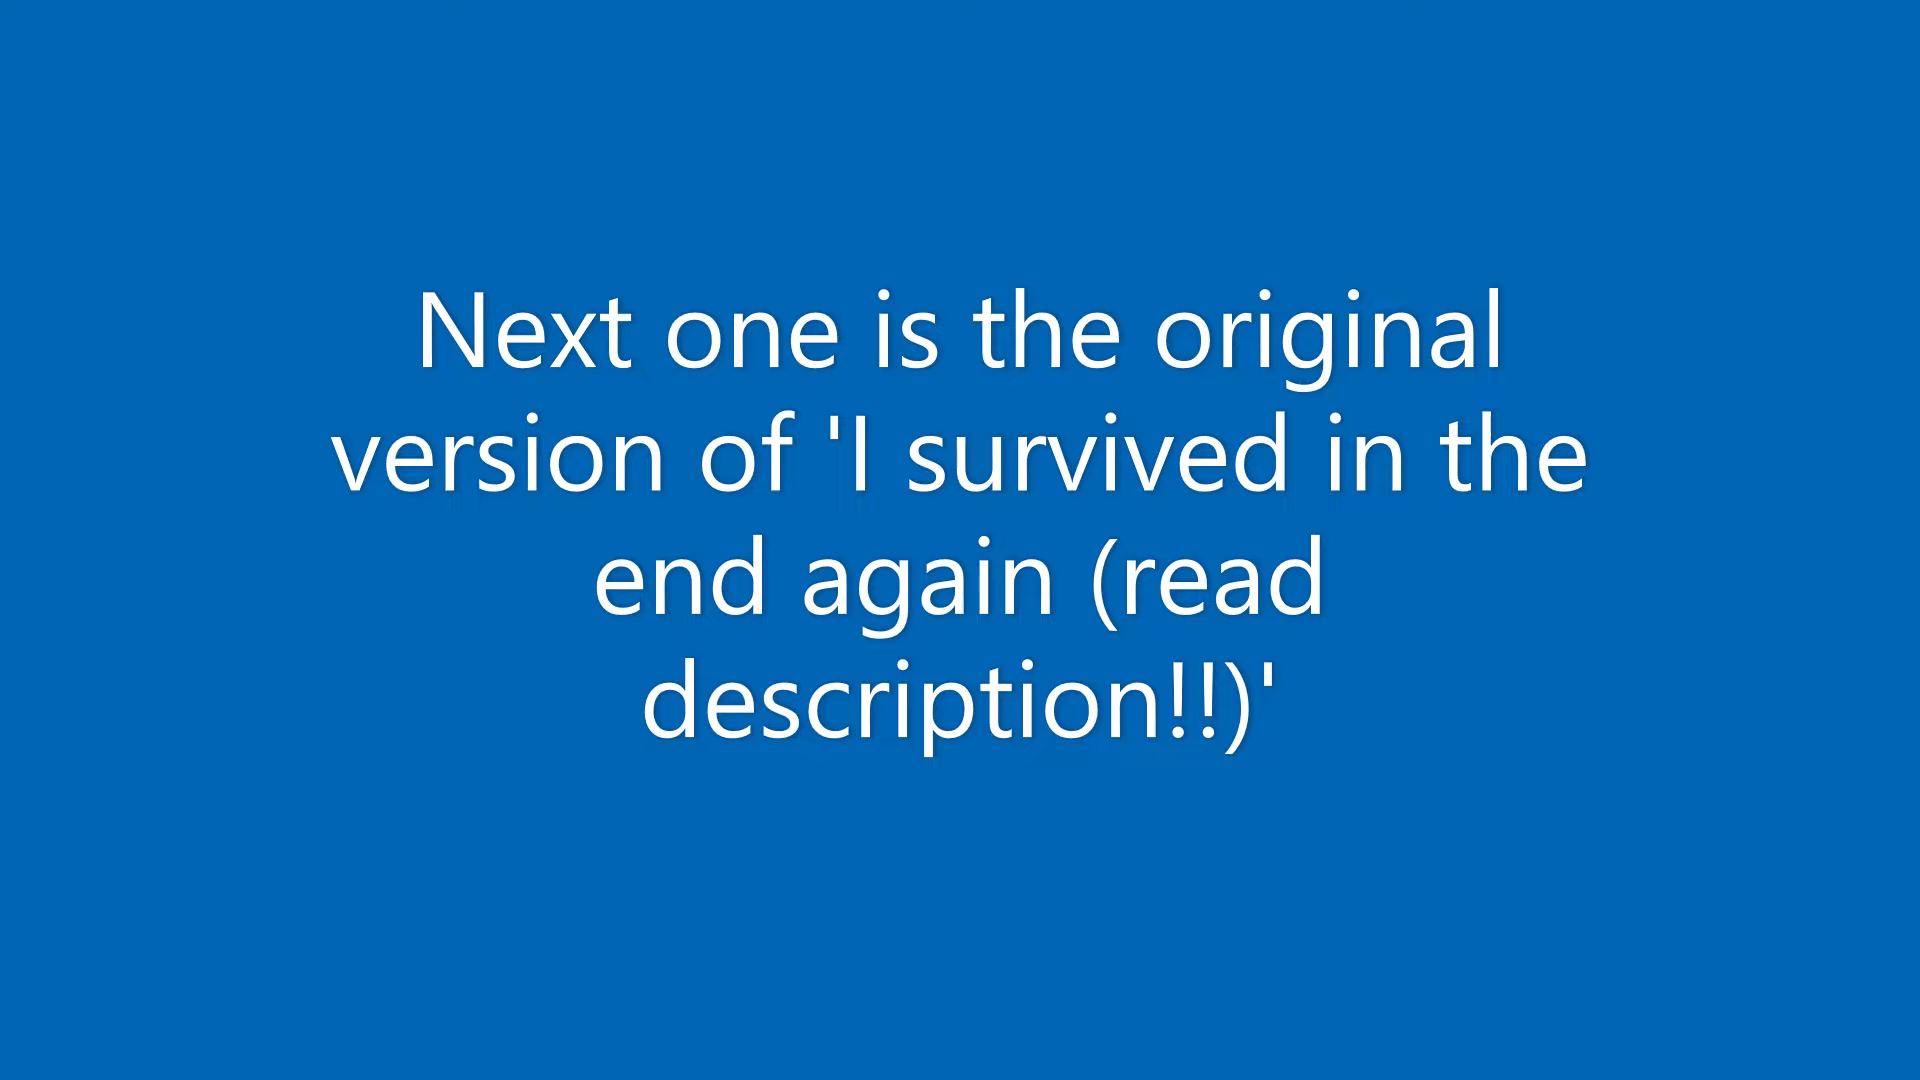 Next one is the original
version of 'I survived in the
end again (read
description!!)'